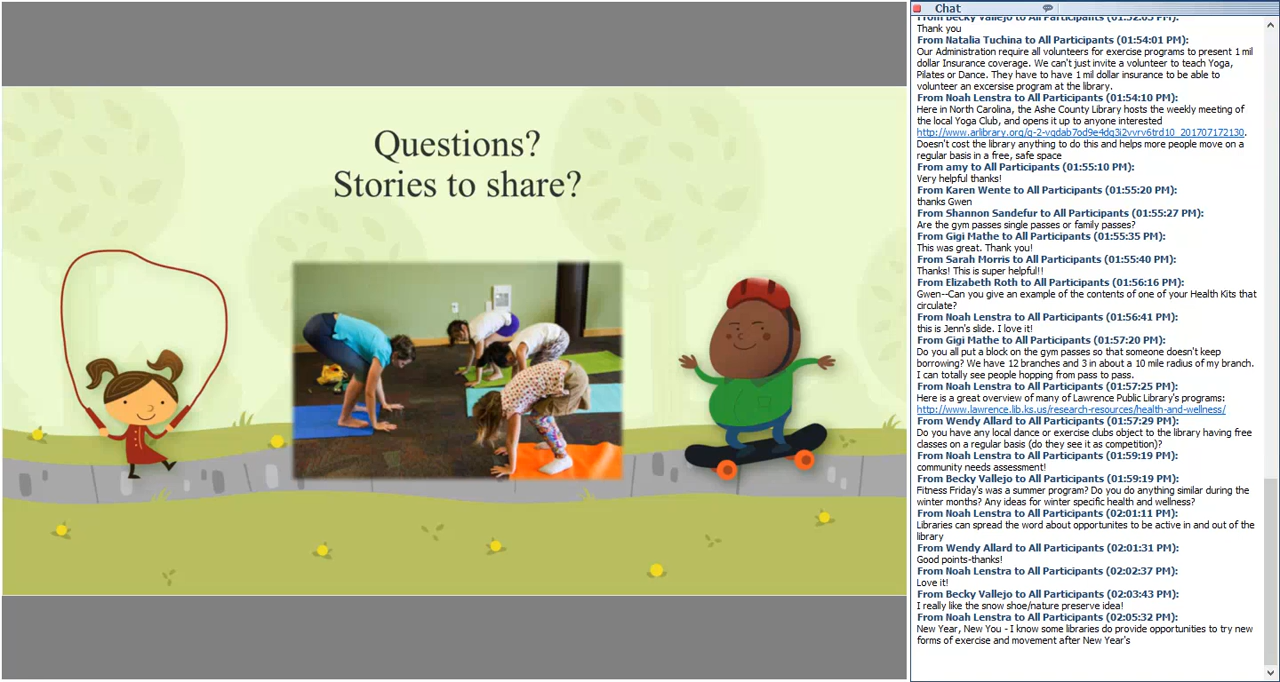 Questions?
Stories to share?
Chat
From Becky Vallejo to All Participants
Thank you
From Natalia Tuchina to All Participants (01:54:01 PM):
Our Administration require all volunteers for exercise programs to present 1 mil
dollar Insurance coverage. We can't just invite a volunteer to teach Yoga,
Pilates or Dance. They have to have 1 mil dollar insurance to be able to
volunteer an excersise program at the library.
From Noah Lenstra to All Participants (01:54:10 PM):
Here in North Carolina, the Ashe County Library hosts the weekly meeting of
the local Yoga Club, and opens it up to anyone interested
Doesn't cost the library anything to do this and helps more people move on a
regular basis in a free, safe space
From amy to All Participants (01:55:10 PM):
Very helpful thanks!
From Karen Wente to All Participants (01:55:20 PM):
thanks Gwen
From Shannon Sandefur to All Participants (01:55:27 PM):
Are the gym passes single passes or family passes?
From Gigi Mathe to All Participants (01:55:35 PM):
This was great. Thank you!
From Sarah Morris to All Participants (01:55:40 PM):
Thanks! This is super helpful!!
From Elizabeth Roth to All Participants (01:56:16 PM):
Gwen--Can you give an example of the contents of one of your Health Kits that
circulate?
From Noah Lenstra to All Participants (01:56:41 PM):
this is Jenn's slide. I love it!
From Gigi Mathe to All Participants (01:57:20 PM):
Do you all put a block on the gym passes so that someone doesn't keep
borrowing? We have 12 branches and 3 in about a 10 mile radius of my branch.
I can totally see people hopping from pass to pass.
From Noah Lenstra to All Participants (01:57:25 PM):
Here is a great overview of many of Lawrence Public Library's programs:
http://www.lawrence.lib.ks.us/research-resources/health-and-wellness/
From Wendy Allard to All Participants (01:57:29 PM):
Do you have any local dance or exercise clubs object to the library having free
classes on a regular basis (do they see it as competition)?
From Noah Lenstra to All Participants (01:59:19 PM):
community needs assessment!
From Becky Vallejo to All Participants (01:59:19 PM):
Fitness Friday's was a summer program? Do you do anything similar during the
winter months? Any ideas for winter specific health and wellness?
From Noah Lenstra to All Participants (02:01:11 PM):
Libraries can spread the word about opportunites to be active in and out of the
library
From Wendy Allard to All Participants (02:01:31 PM):
Good points-thanks!
From Noah Lenstra to All Participants (02:02:37 PM):
Love it!
From Becky Vallejo to All Participants (02:03:43 PM):
I really like the snow shoe/nature preserve idea!
From Noah Lenstra to All Participants (02:05:32 PM):
New Year, New You - I know some libraries do provide opportunities to try new
forms of exercise and movement after New Year's